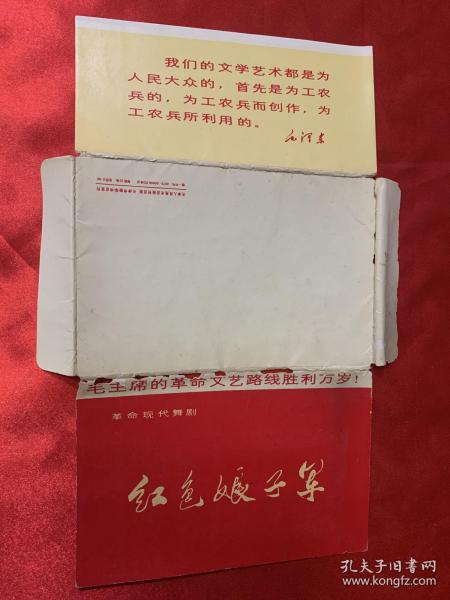 我们的文学艺术都是为
人民大众的，首先是为工农
兵的，为工农兵而创作，为
工农兵所利用的。
毛泽东
毛主席的革命文艺路线胜利万岁！
革命现代舞剧
红色娘子军
孔夫子旧书网
www.kongfz.com